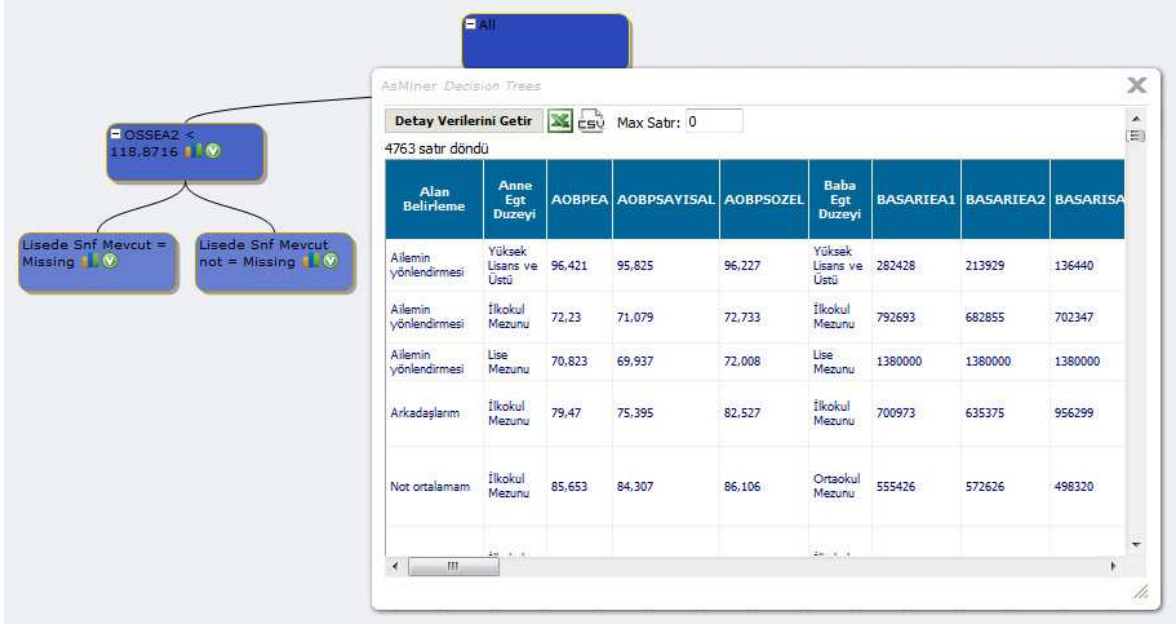 All
AsMiner Decision Trees
Detay Verilerini Getir CSV Max Satır: 0
4763 satır döndü
OSSEA2 <
118,8716
Lisede Snf Mevcut =
Missing
Lisede Snf Mevcut
not = Missing
Alan Belirleme Anne Egt Duzeyi AOBPEA AOBPSAYISAL AOBPSOZEL Baba Egt Duzeyi BASARIEA1 BASARIEA2 BASARISA
Ailemin yönlendirmesi Yüksek Lisans ve Üstü 96,421 95,825 96,227 Yüksek Lisans ve Üstü 282428 213929 136440
Ailemin yönlendirmesi İlkokul Mezunu 72,23 71,079 72,733 İlkokul Mezunu 792693 682855 702347
Ailemin yönlendirmesi Lise Mezunu 70,823 69,937 72,008 Lise Mezunu 1380000 1380000 1380000
Arkadaşlarım İlkokul Mezunu 79,47 75,395 82,527 İlkokul Mezunu 700973 635375 956299
Not ortalamam İlkokul Mezunu 85,653 84,307 86,106 Ortaokul Mezunu 555426 572626 498320